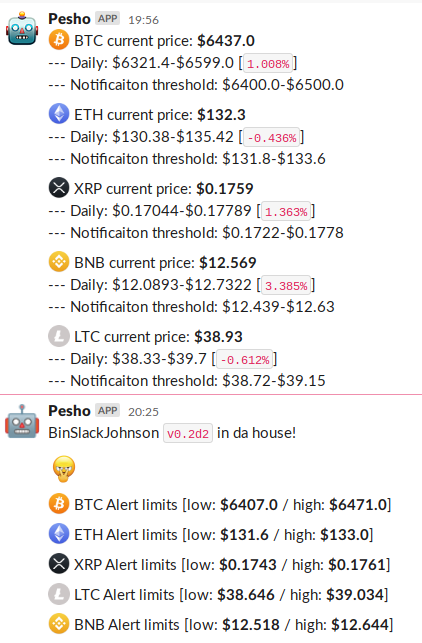 Pesho APP 19:56
BTC current price: $6437.0
--- Daily: $6321.4-$6599.0 [1.008%]
--- Notificaiton threshold: $6400.0-$6500.0
ETH current price: $132.3
--- Daily: $130.38-$135.42 [-0.436%]
--- Notificaiton threshold: $131.8-$133.6
XRP current price: $0.1759
--- Daily: $0.17044-$0.17789 [1.363%]
--- Notificaiton threshold: $0.1722-$0.1778
BNB current price: $12.569
--- Daily: $12.0893-$12.7322 [3.385%]
--- Notificaiton threshold: $12.439-$12.63
LTC current price: $38.93
--- Daily: $38.33-$39.7 [-0.612%]
--- Notificaiton threshold: $38.72-$39.15
Pesho APP 20:25
BinSlackJohnson v0.2d2 in da house!
BTC Alert limits [low: $6407.0 / high: $6471.0]
ETH Alert limits [low: $131.6 / high: $133.0]
XRP Alert limits [low: $0.1743 / high: $0.1761]
LTC Alert limits [low: $38.646 / high: $39.034]
BNB Alert limits [low: $12.518 / high: $12.644]